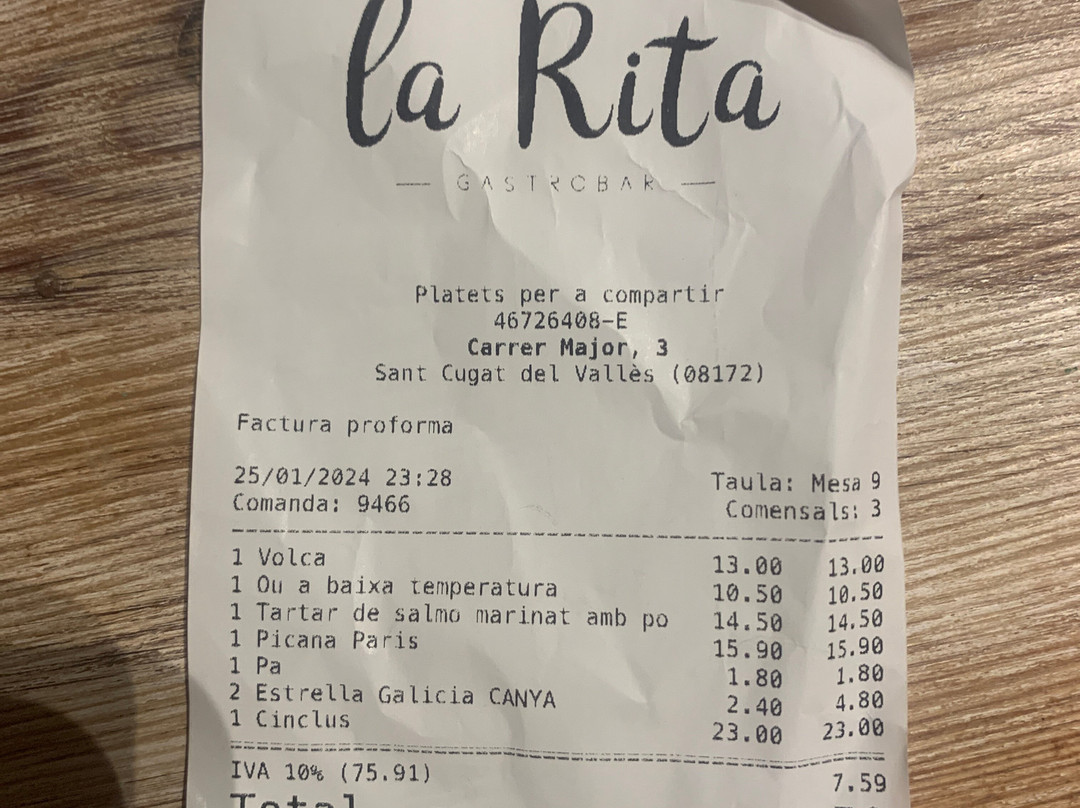 la Rita
GASTROBAR
Platets per a compartir
46726408-E
Carrer Major, 3
Sant Cugat del Vallès (08172)
Factura proforma
25/01/2024 23:28 Taula: Mesa 9
Comanda: 9466 Comensals: 3
1 Volca 13.00 13.00
1 Ou a baixa temperatura 10.50 10.50
1 Tartar de salmo marinat amb po 14.50 14.50
1 Picana Paris 15.90 15.90
1 Pa 1.80 1.80
2 Estrella Galicia CANYA 2.40 4.80
1 Cinclus 23.00 23.00
IVA 10% (75.91) 7.59
Total